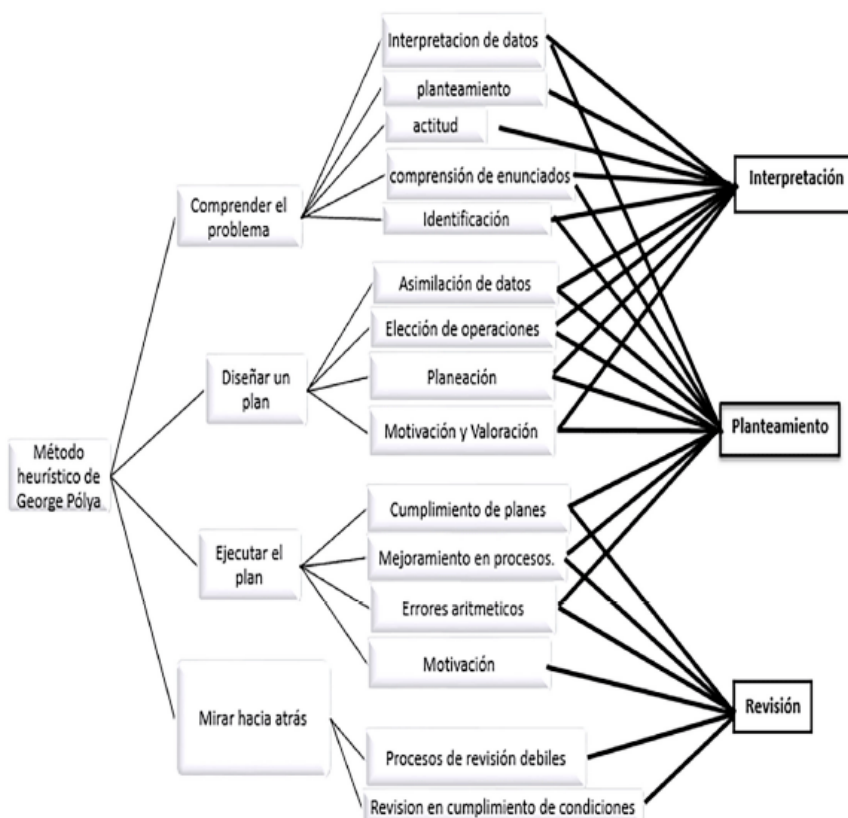 Interpretacion de datos
planteamiento
actitud
comprensión de enunciados
Identificación
Comprender el
problema
Interpretación
Asimilación de datos
Elección de operaciones
Planeación
Motivación y Valoración
Diseñar un
plan
Planteamiento
Método
heurístico de
George Pólya
Cumplimiento de planes
Mejoramiento en procesos.
Errores aritmeticos
Motivación
Ejecutar el
plan
Mirar hacia atrás
Revisión
Procesos de revisión debiles
Revision en cumplimiento de condiciones